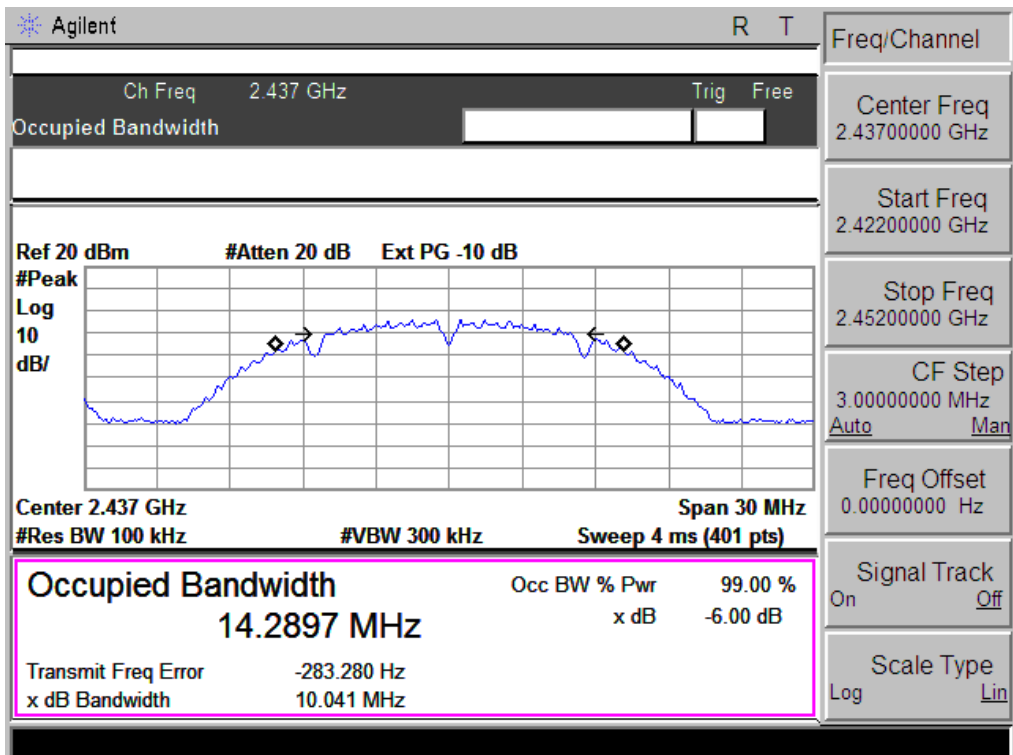 Agilent R T
Ch Freq 2.437 GHz Trig Free
Occupied Bandwidth
Ref 20 dBm #Atten 20 dB Ext PG -10 dB
#Peak
Log
10
dB/
Center 2.437 GHz Span 30 MHz
#Res BW 100 kHz #VBW 300 kHz Sweep 4 ms (401 pts)
Occupied Bandwidth Occ BW % Pwr 99.00 %
14.2897 MHz x dB -6.00 dB
Transmit Freq Error -283.280 Hz
x dB Bandwidth 10.041 MHz
Freq/Channel
Center Freq
2.43700000 GHz
Start Freq
2.42200000 GHz
Stop Freq
2.45200000 GHz
CF Step
3.00000000 MHz
Auto Man
Freq Offset
0.00000000 Hz
Signal Track
On Off
Scale Type
Log Lin